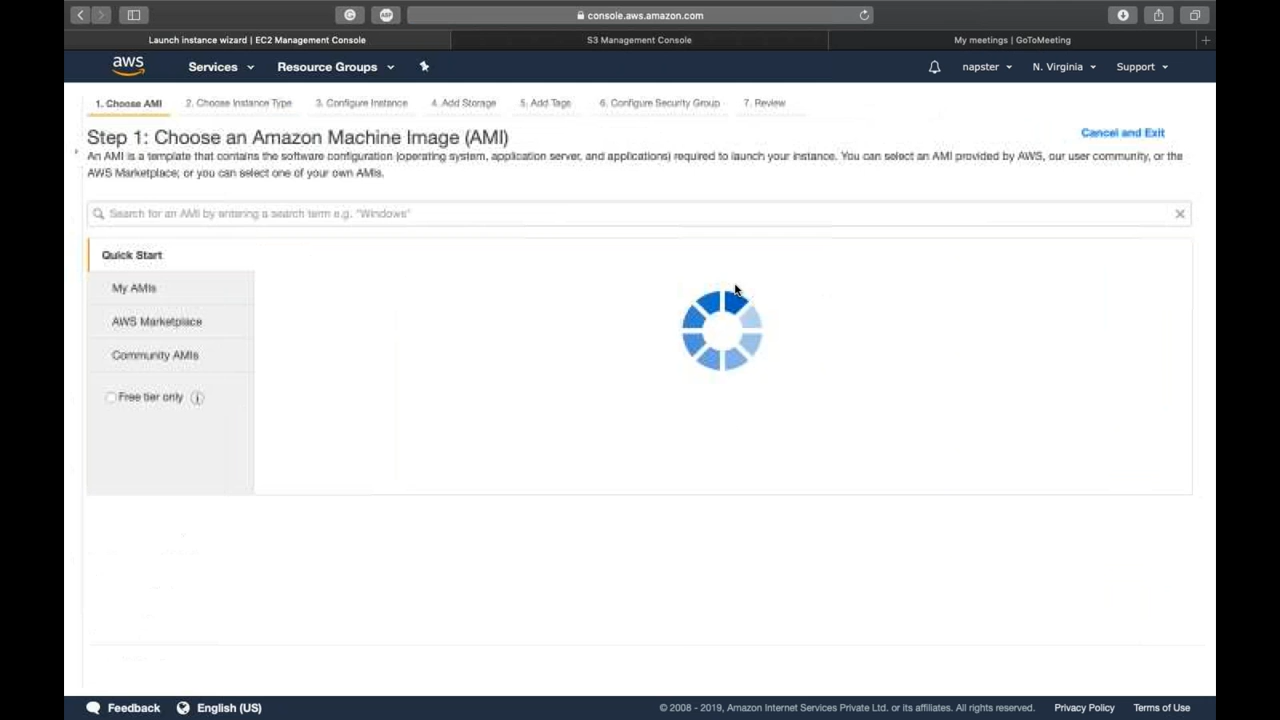 console.aws.amazon.com
Launch instance wizard | EC2 Management Console
S3 Management Console
My meetings | GoToMeeting
aws
Services
Resource Groups
napster
N. Virginia
Support
1. Choose AMI
2. Choose Instance Type
3. Configure Instance
4. Add Storage
5. Add Tags
6. Configure Security Group
7. Review
Step 1: Choose an Amazon Machine Image (AMI)
Cancel and Exit
An AMI is a template that contains the software configuration (operating system, application server, and applications) required to launch your instance. You can select an AMI provided by AWS, our user community, or the
AWS Marketplace; or you can select one of your own AMIs.
Search for an AMI by entering a search term e.g. "Windows"
Quick Start
My AMIs
AWS Marketplace
Community AMIs
Free tier only
Feedback
English (US)
© 2008 - 2019, Amazon Internet Services Private Ltd. or its affiliates. All rights reserved.
Privacy Policy
Terms of Use